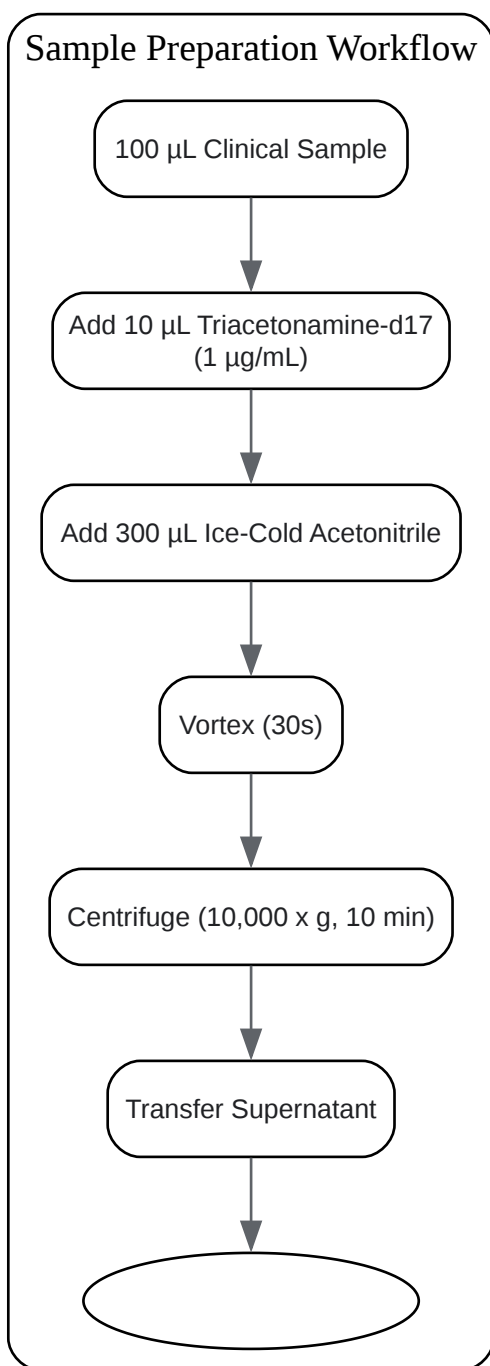 Sample Preparation Workflow
100 µL Clinical Sample
Add 10 µL Triacetonamine-d17
(1 µg/mL)
Add 300 µL Ice-Cold Acetonitrile
Vortex (30s)
Centrifuge (10,000 x g, 10 min)
Transfer Supernatant